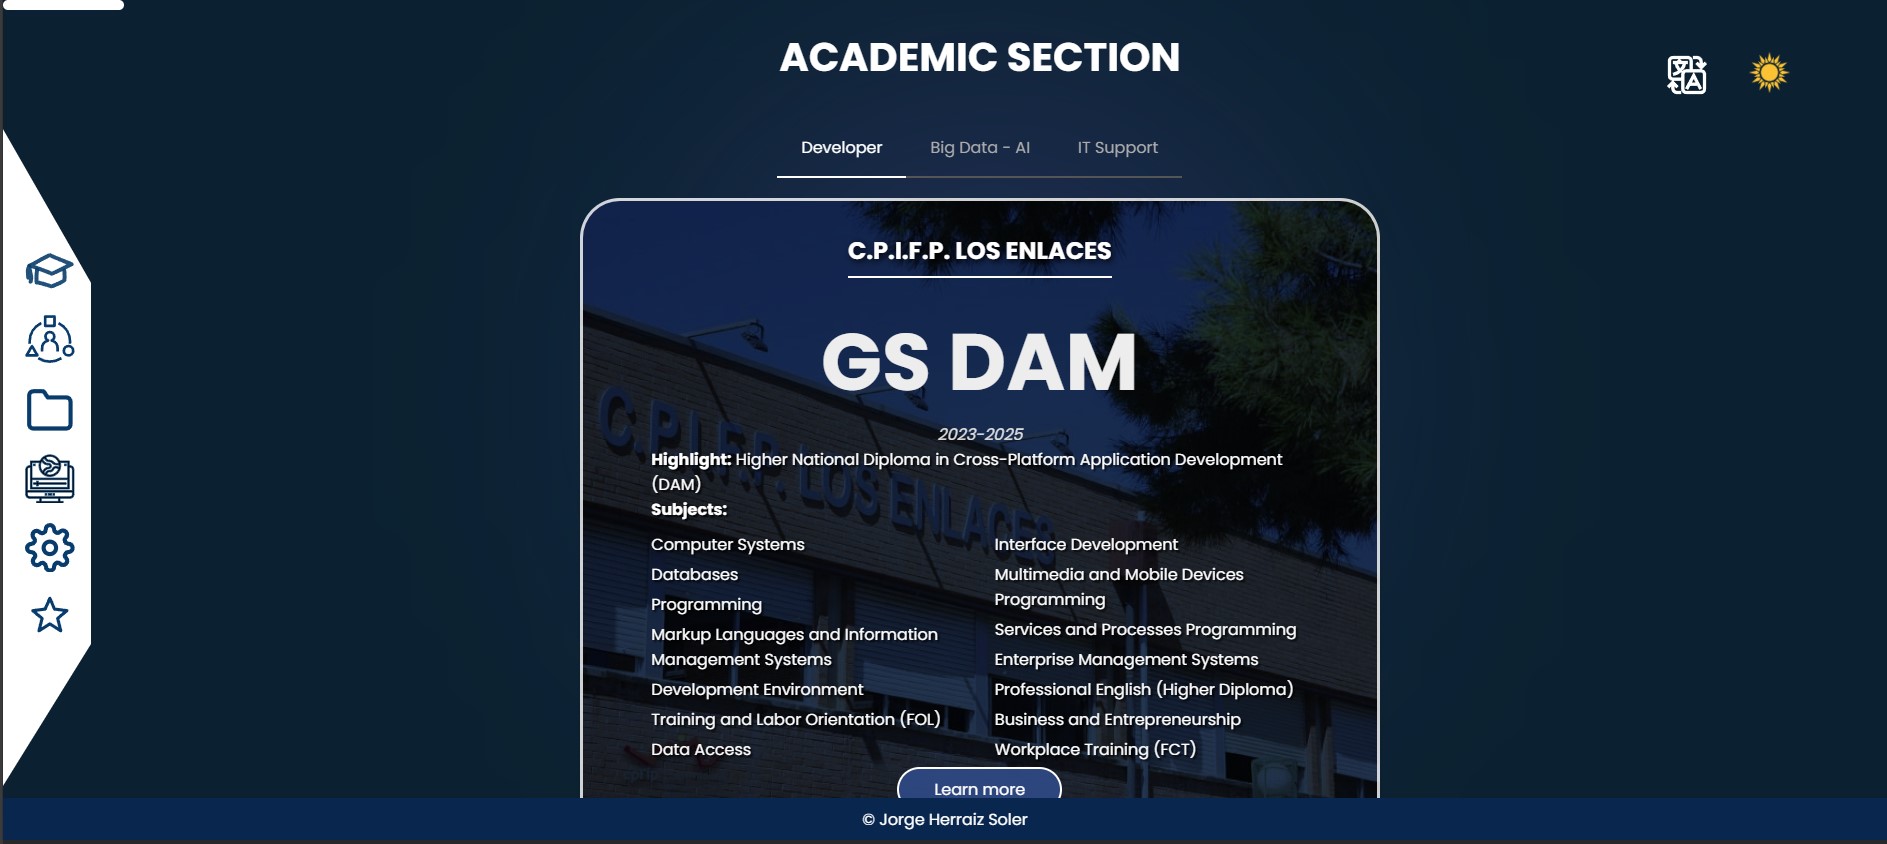 ACADEMIC SECTION
Developer
Big Data - AI
IT Support
C.P.I.F.P. LOS ENLACES
GS DAM
C.P.I.F.P. LOS ENLACES
2023-2025
Highlight: Higher National Diploma in Cross-Platform Application Development
(DAM)
Subjects:
Computer Systems
Databases
Programming
Markup Languages and Information
Management Systems
Development Environment
Training and Labor Orientation (FOL)
Data Access
Interface Development
Multimedia and Mobile Devices
Programming
Services and Processes Programming
Enterprise Management Systems
Professional English (Higher Diploma)
Business and Entrepreneurship
Workplace Training (FCT)
Learn more
© Jorge Herraiz Soler